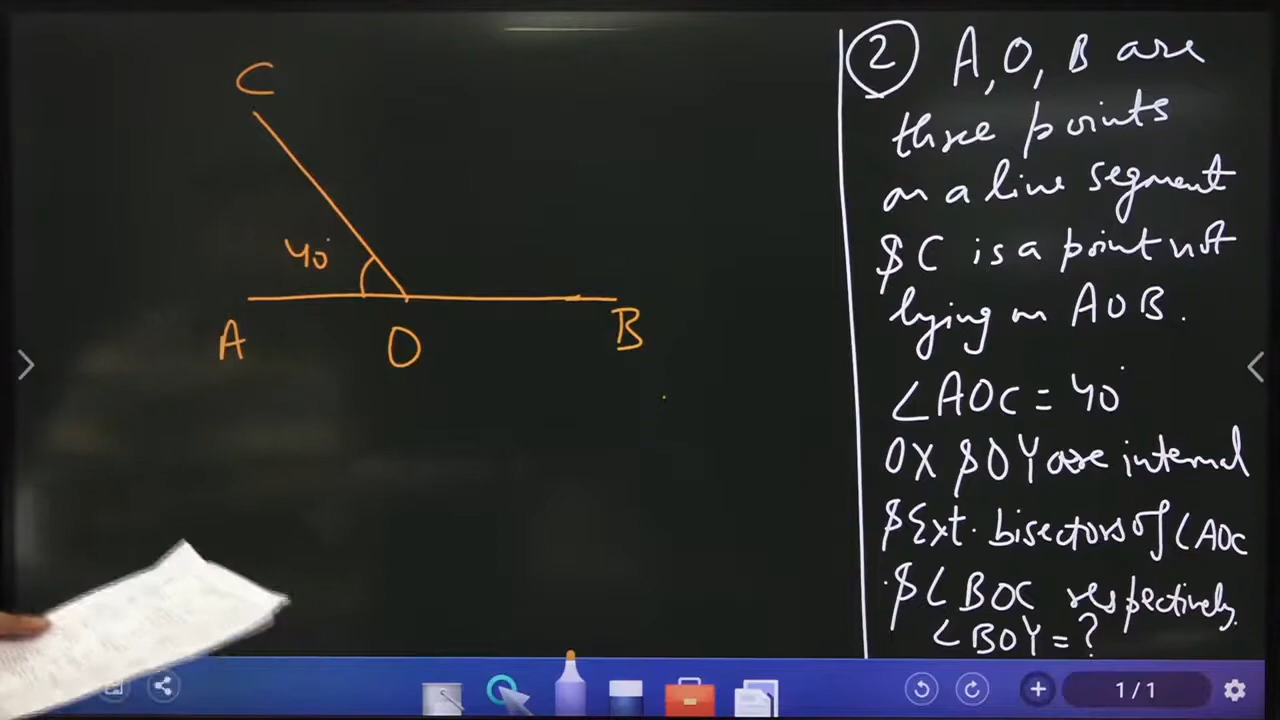 C
40°
A O B
② A, O, B are
three points
on a line segment
& C is a point not
lying on AOB.
∠AOC = 40°
OX & OY are internal
& Ext. bisectors of ∠AOC
& ∠BOC respectively.
∠BOY = ?
1/1